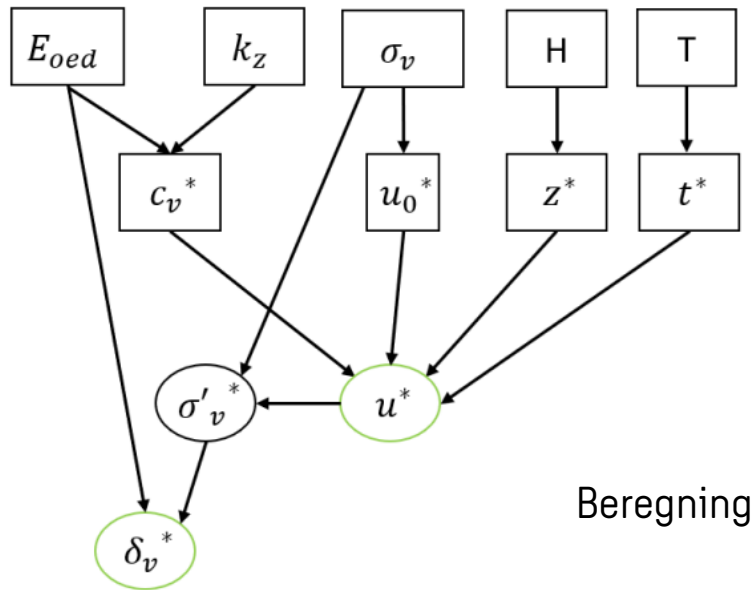 E_oed k_z σ_v H T
c_v* u_0* z* t*
σ'_v* u*
Beregning
δ_v*